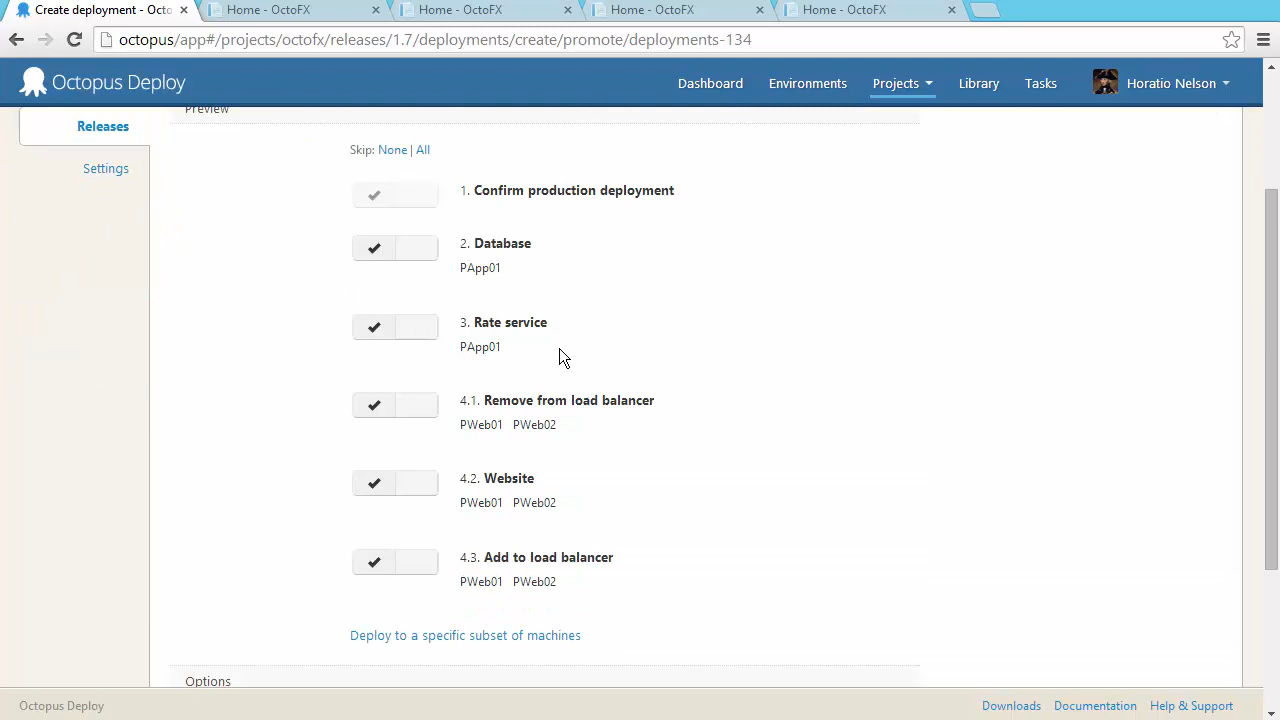 Create deployment - Octo
Home - OctoFX
Home - OctoFX
Home - OctoFX
Home - OctoFX
octopus/app#/projects/octofx/releases/1.7/deployments/create/promote/deployments-134
Octopus Deploy
Dashboard
Environments
Projects
Library
Tasks
Horatio Nelson
Releases
Settings
Preview
Skip: None | All
1. Confirm production deployment
2. Database
PApp01
3. Rate service
PApp01
4.1. Remove from load balancer
PWeb01 PWeb02
4.2. Website
PWeb01 PWeb02
4.3. Add to load balancer
PWeb01 PWeb02
Deploy to a specific subset of machines
Options
Octopus Deploy
Downloads
Documentation
Help & Support